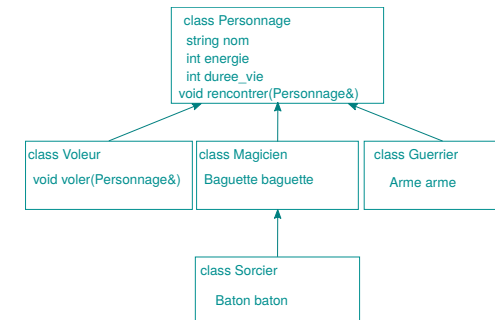 class Personnage
string nom
int energie
int duree_vie
void rencontrer(Personnage&)
class Voleur
void voler(Personnage&)
class Magicien
Baguette baguette
class Guerrier
Arme arme
class Sorcier
Baton baton